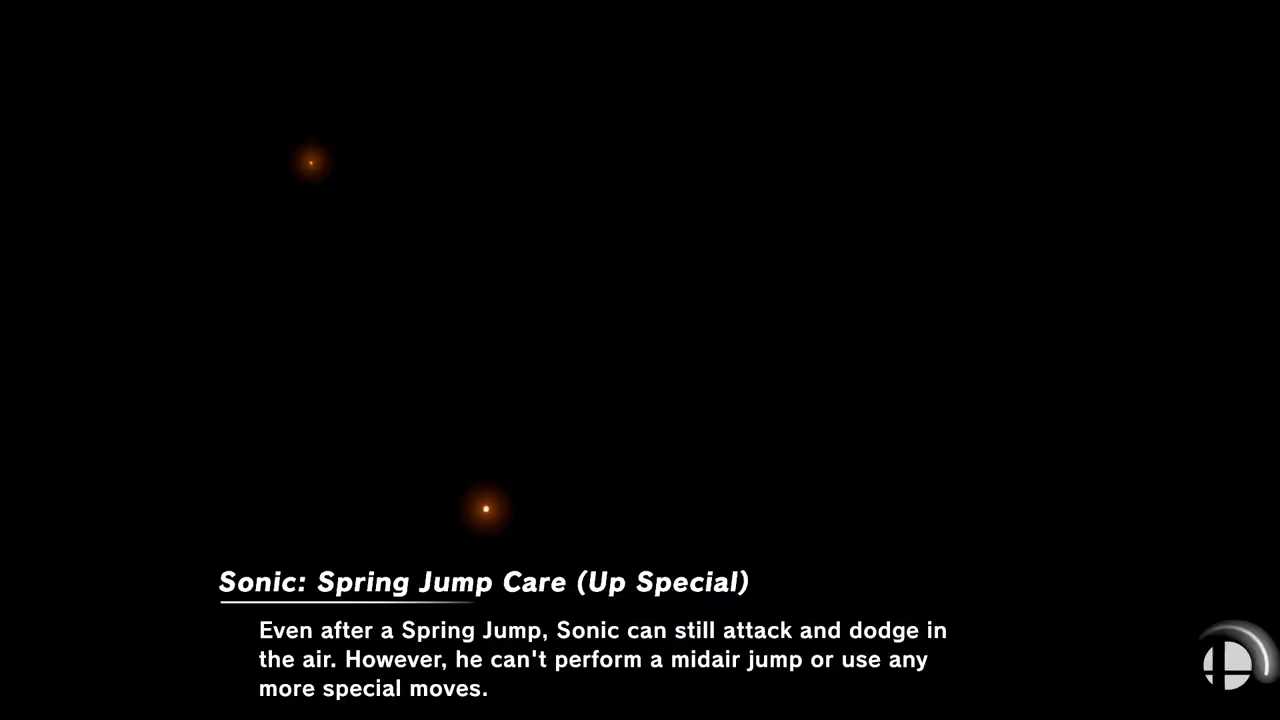 Sonic: Spring Jump Care (Up Special)
Even after a Spring Jump, Sonic can still attack and dodge in
the air. However, he can't perform a midair jump or use any
more special moves.